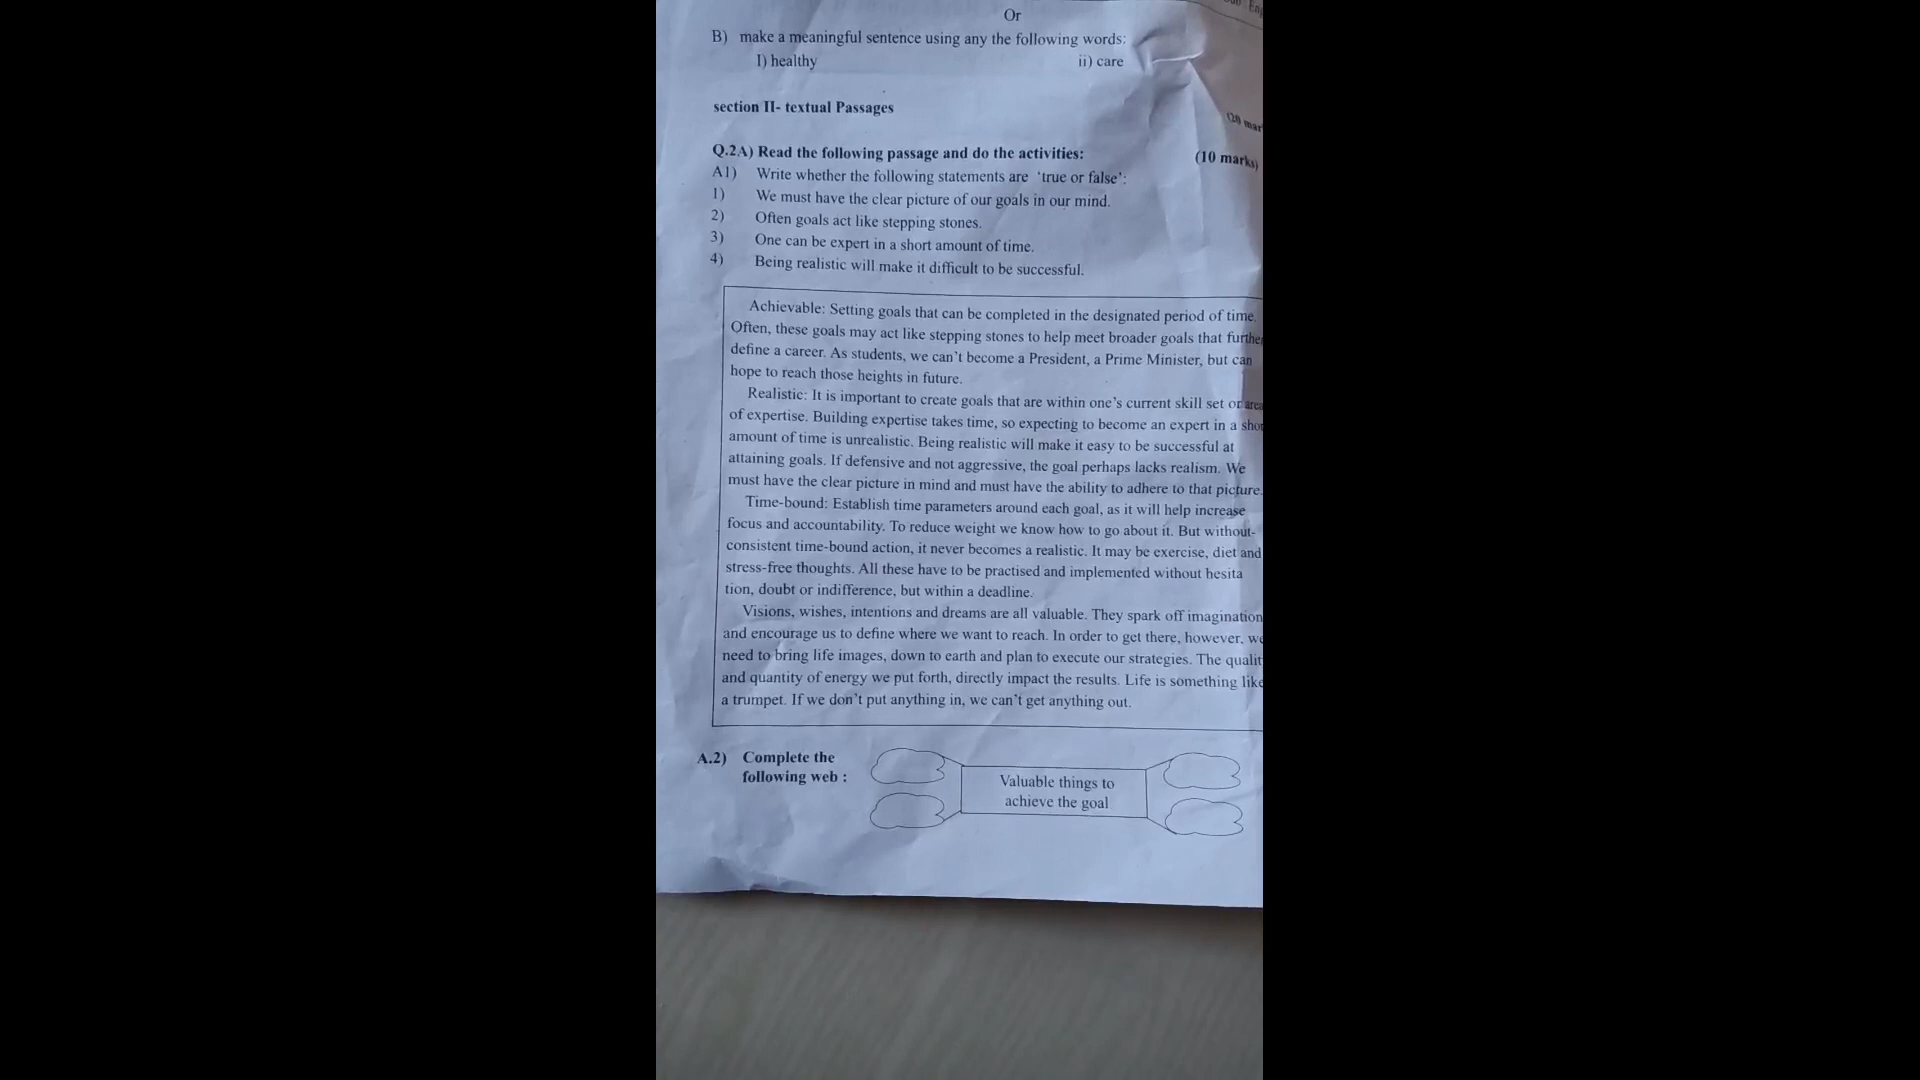 Or
B) make a meaningful sentence using any the following words:
I) healthy ii) care
section II- textual Passages
Q.2A) Read the following passage and do the activities: (10 marks)
A1) Write whether the following statements are 'true or false':
1) We must have the clear picture of our goals in our mind.
2) Often goals act like stepping stones.
3) One can be expert in a short amount of time.
4) Being realistic will make it difficult to be successful.
Achievable: Setting goals that can be completed in the designated period of time.
Often, these goals may act like stepping stones to help meet broader goals that further
define a career. As students, we can't become a President, a Prime Minister, but can
hope to reach those heights in future.
Realistic: It is important to create goals that are within one's current skill set or area
of expertise. Building expertise takes time, so expecting to become an expert in a shor
amount of time is unrealistic. Being realistic will make it easy to be successful at
attaining goals. If defensive and not aggressive, the goal perhaps lacks realism. We
must have the clear picture in mind and must have the ability to adhere to that picture.
Time-bound: Establish time parameters around each goal, as it will help increase
focus and accountability. To reduce weight we know how to go about it. But without-
consistent time-bound action, it never becomes a realistic. It may be exercise, diet and
stress-free thoughts. All these have to be practised and implemented without hesita
tion, doubt or indifference, but within a deadline.
Visions, wishes, intentions and dreams are all valuable. They spark off imagination
and encourage us to define where we want to reach. In order to get there, however, we
need to bring life images, down to earth and plan to execute our strategies. The qualit
and quantity of energy we put forth, directly impact the results. Life is something like
a trumpet. If we don't put anything in, we can't get anything out.
A.2) Complete the
following web :
Valuable things to
achieve the goal